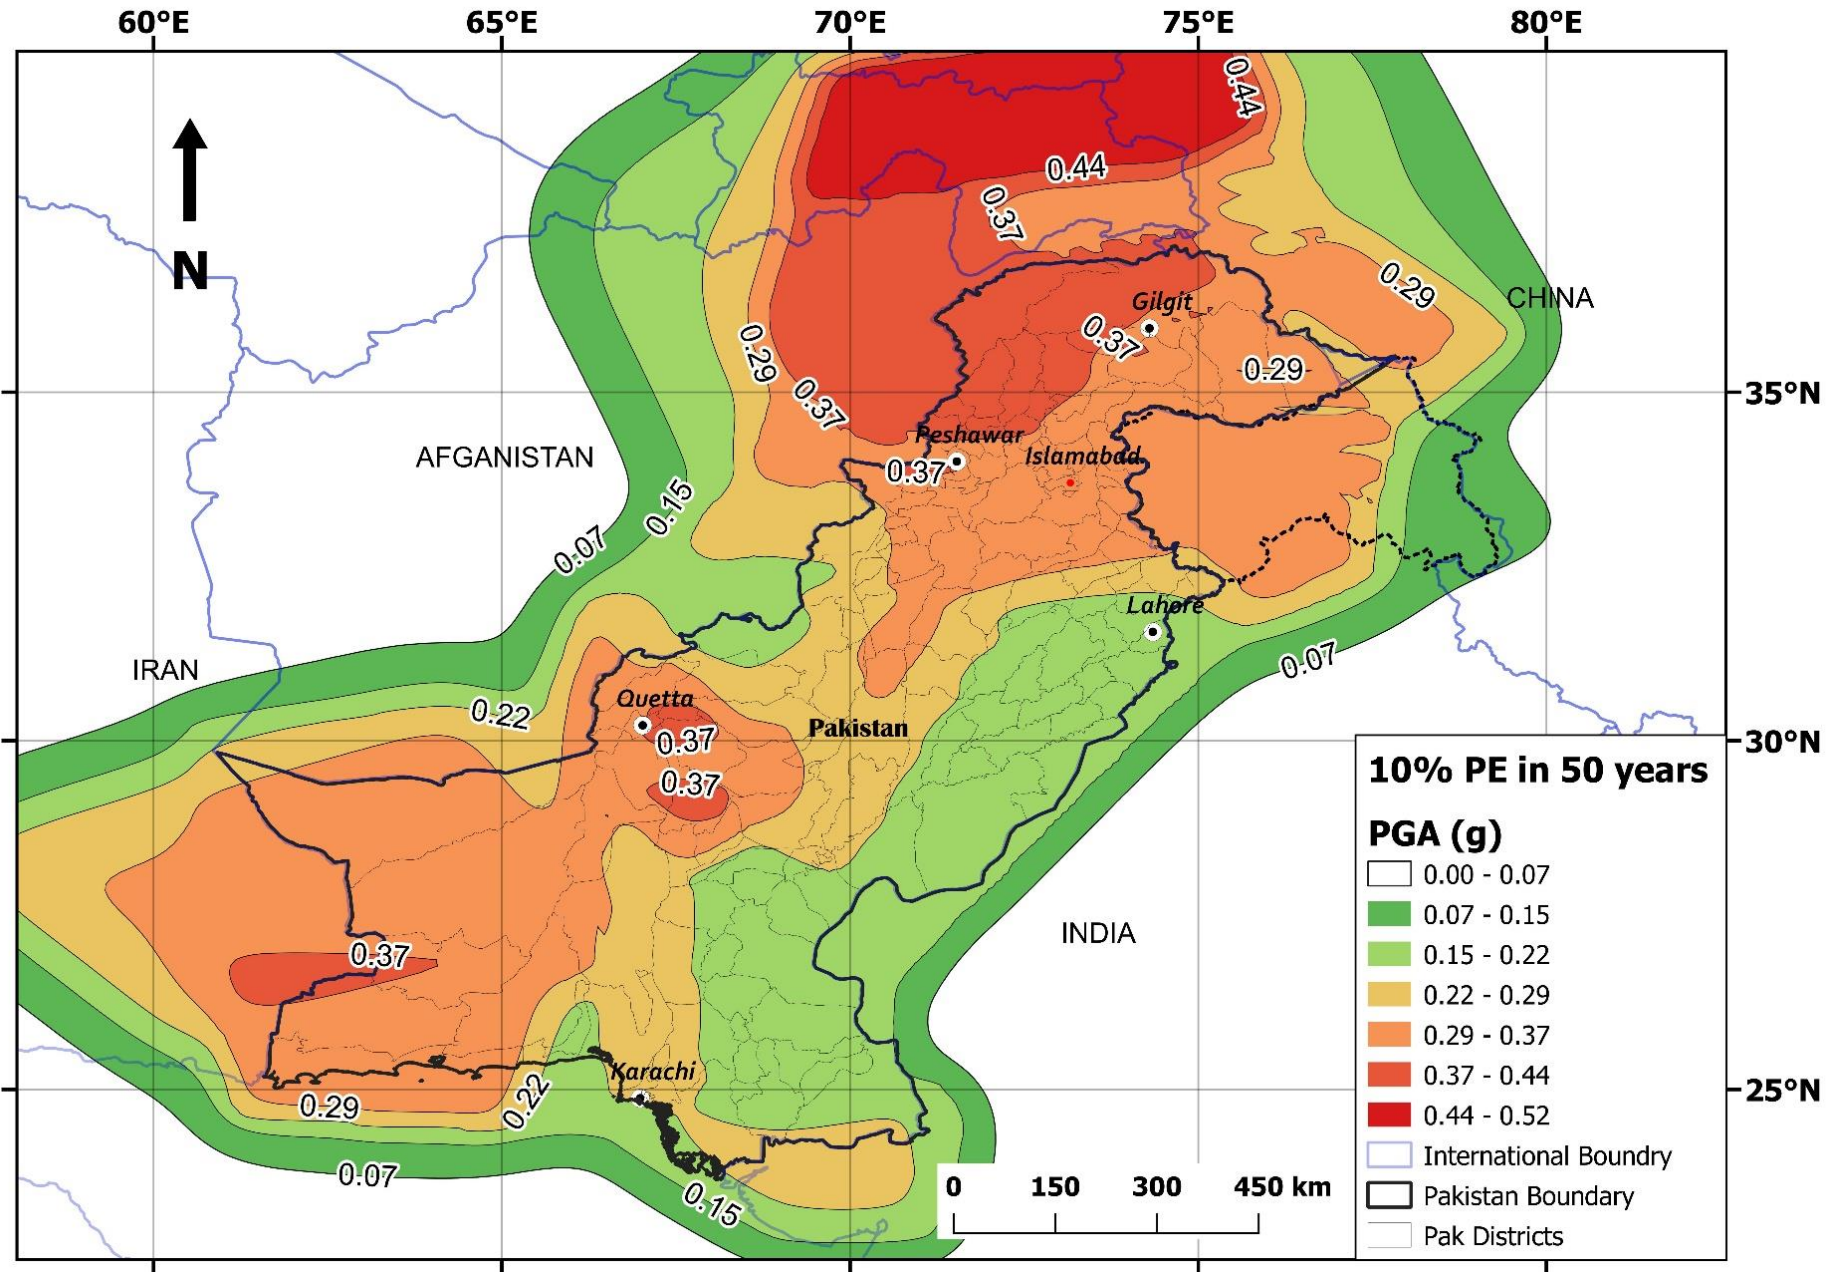 60°E 65°E 70°E 75°E 80°E
0.44
0.44
0.37
N
Gilgit
0.29
CHINA
0.37
0.29
0.29
0.37
35°N
Peshawar
AFGANISTAN
Islamabad
0.37
0.15
0.07
Lahore
IRAN
0.07
Quetta
0.22
Pakistan
0.37
30°N
0.37
INDIA
0.37
Karachi
0.22
0.29
25°N
0.07
0.15
0 150 300 450 km
10% PE in 50 years
PGA (g)
0.00 - 0.07
0.07 - 0.15
0.15 - 0.22
0.22 - 0.29
0.29 - 0.37
0.37 - 0.44
0.44 - 0.52
International Boundry
Pakistan Boundary
Pak Districts